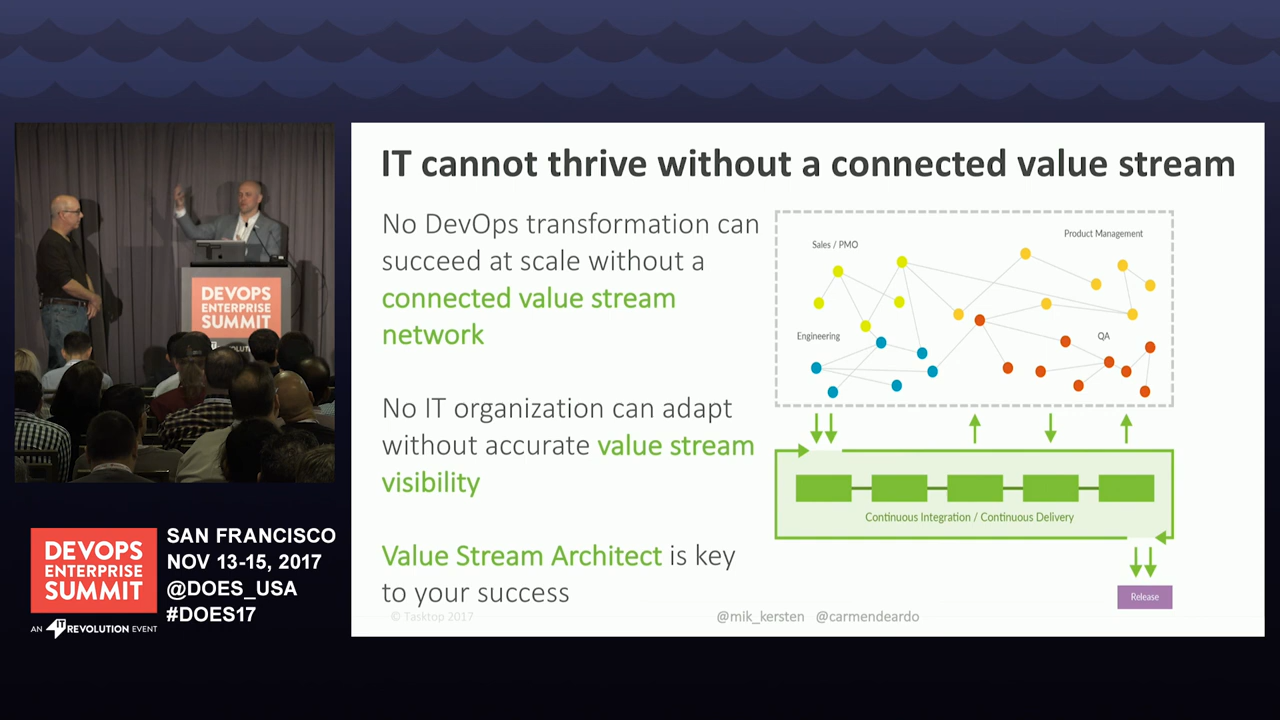 IT cannot thrive without a connected value stream
No DevOps transformation can
succeed at scale without a
connected value stream
network
No IT organization can adapt
without accurate value stream
visibility
Value Stream Architect is key
to your success
Sales / PMO
Product Management
Engineering
QA
Continuous Integration / Continuous Delivery
Release
© Tasktop 2017
@mik_kersten @carmendeardo
DEVOPS
ENTERPRISE
SUMMIT
DEVOPS
ENTERPRISE
SUMMIT
AN IT REVOLUTION EVENT
SAN FRANCISCO
NOV 13-15, 2017
@DOES_USA
#DOES17